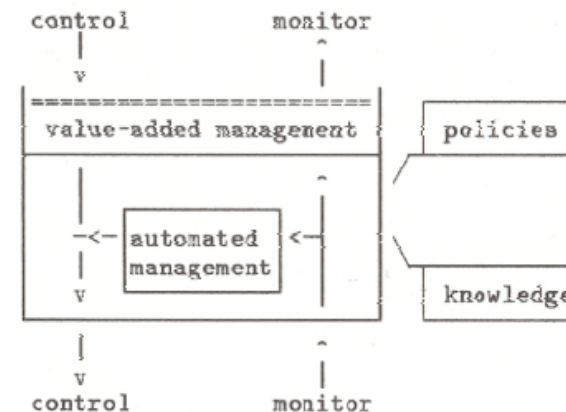 control monitor
value-added management policies
automated
management
knowledge
control monitor